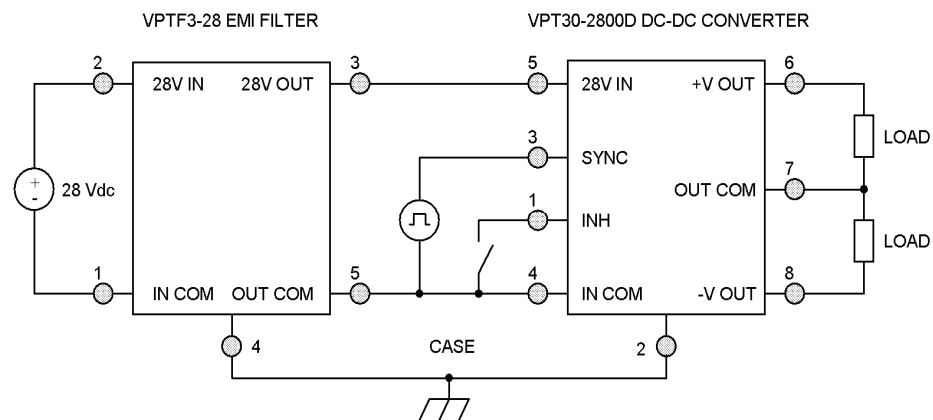 VPTF3-28 EMI FILTER
VPT30-2800D DC-DC CONVERTER
2
28V IN
28V OUT
3
5
28V IN
+V OUT
6
3
SYNC
LOAD
+
-
28 Vdc
7
OUT COM
1
INH
LOAD
1
IN COM
OUT COM
5
4
IN COM
-V OUT
8
4
CASE
2